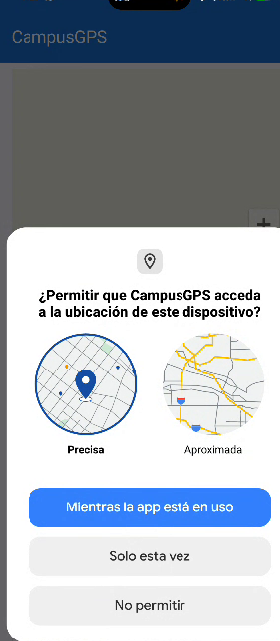 CampusGPS
+
¿Permitir que CampusGPS acceda
a la ubicación de este dispositivo?
Precisa
Aproximada
Mientras la app está en uso
Solo esta vez
No permitir